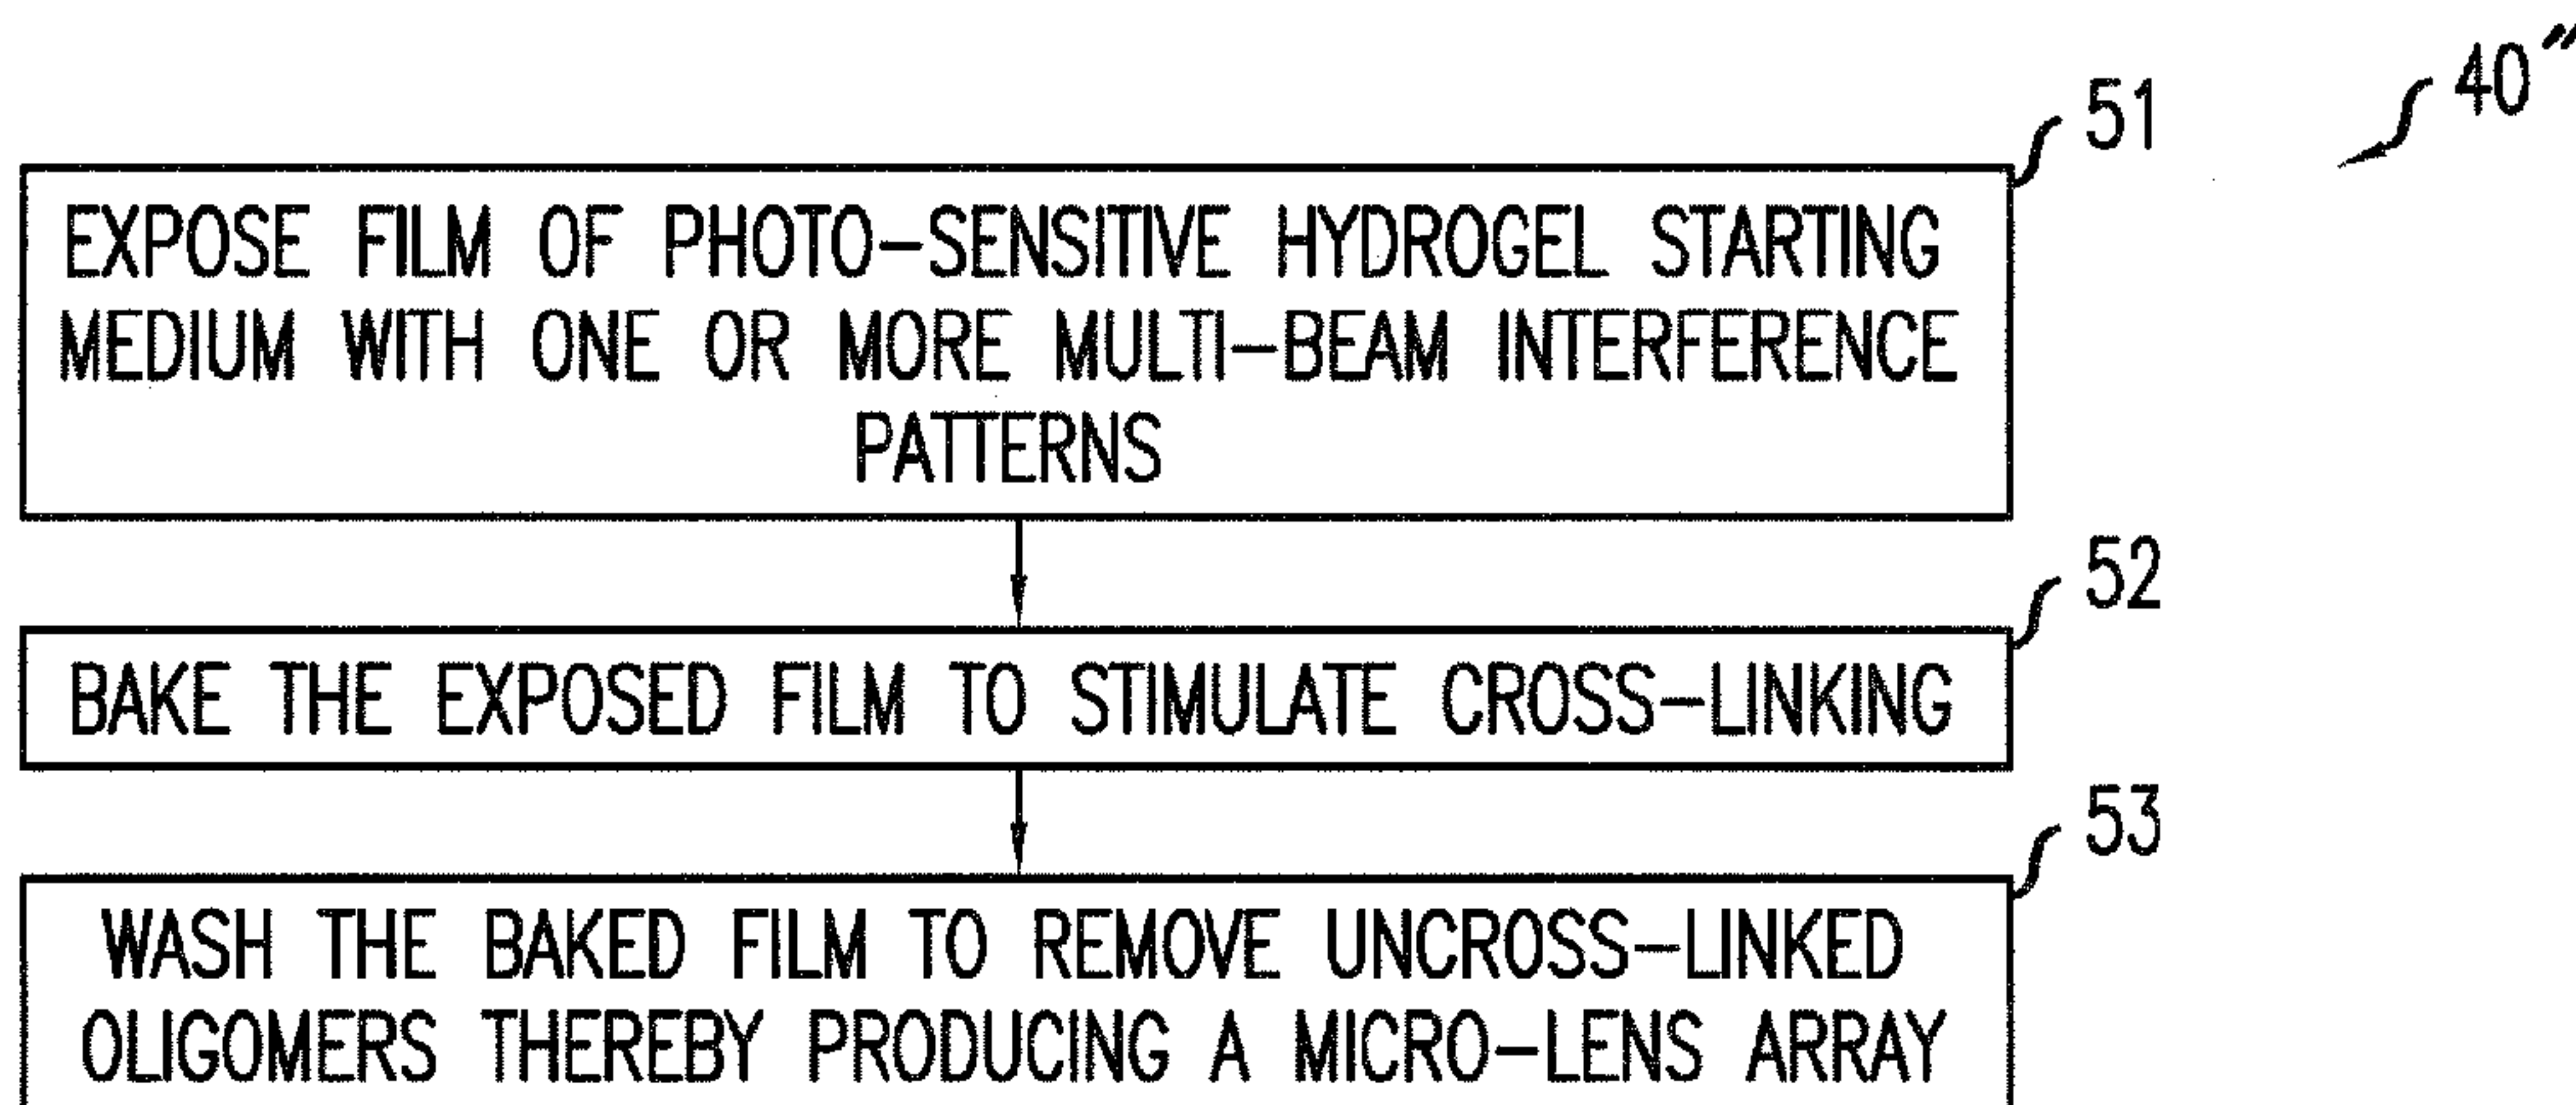 40"
51
EXPOSE FILM OF PHOTO-SENSITIVE HYDROGEL STARTING
MEDIUM WITH ONE OR MORE MULTI-BEAM INTERFERENCE
PATTERNS
52
BAKE THE EXPOSED FILM TO STIMULATE CROSS-LINKING
53
WASH THE BAKED FILM TO REMOVE UNCROSS-LINKED
OLIGOMERS THEREBY PRODUCING A MICRO-LENS ARRAY